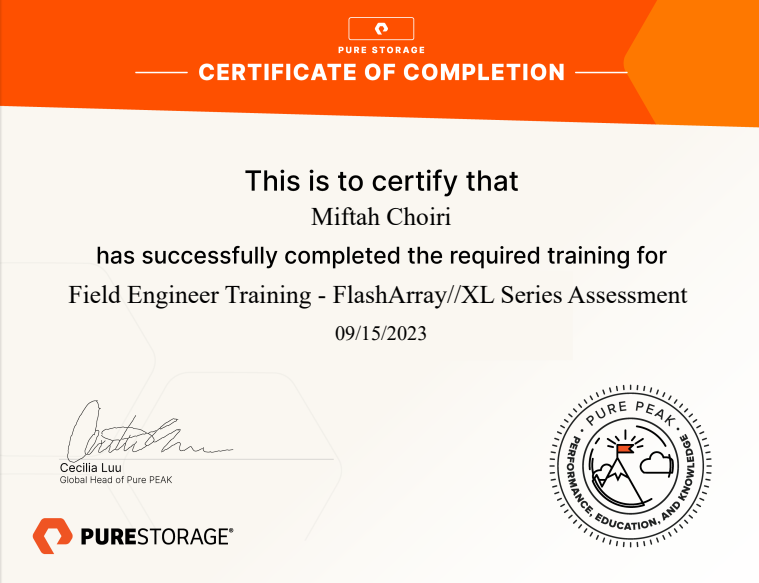 PURE STORAGE
CERTIFICATE OF COMPLETION
This is to certify that
Miftah Choiri
has successfully completed the required training for
Field Engineer Training - FlashArray//XL Series Assessment
09/15/2023
Cecilia Luu
Global Head of Pure PEAK
PURESTORAGE®
· PURE PEAK ·
PERFORMANCE, EDUCATION, AND KNOWLEDGE